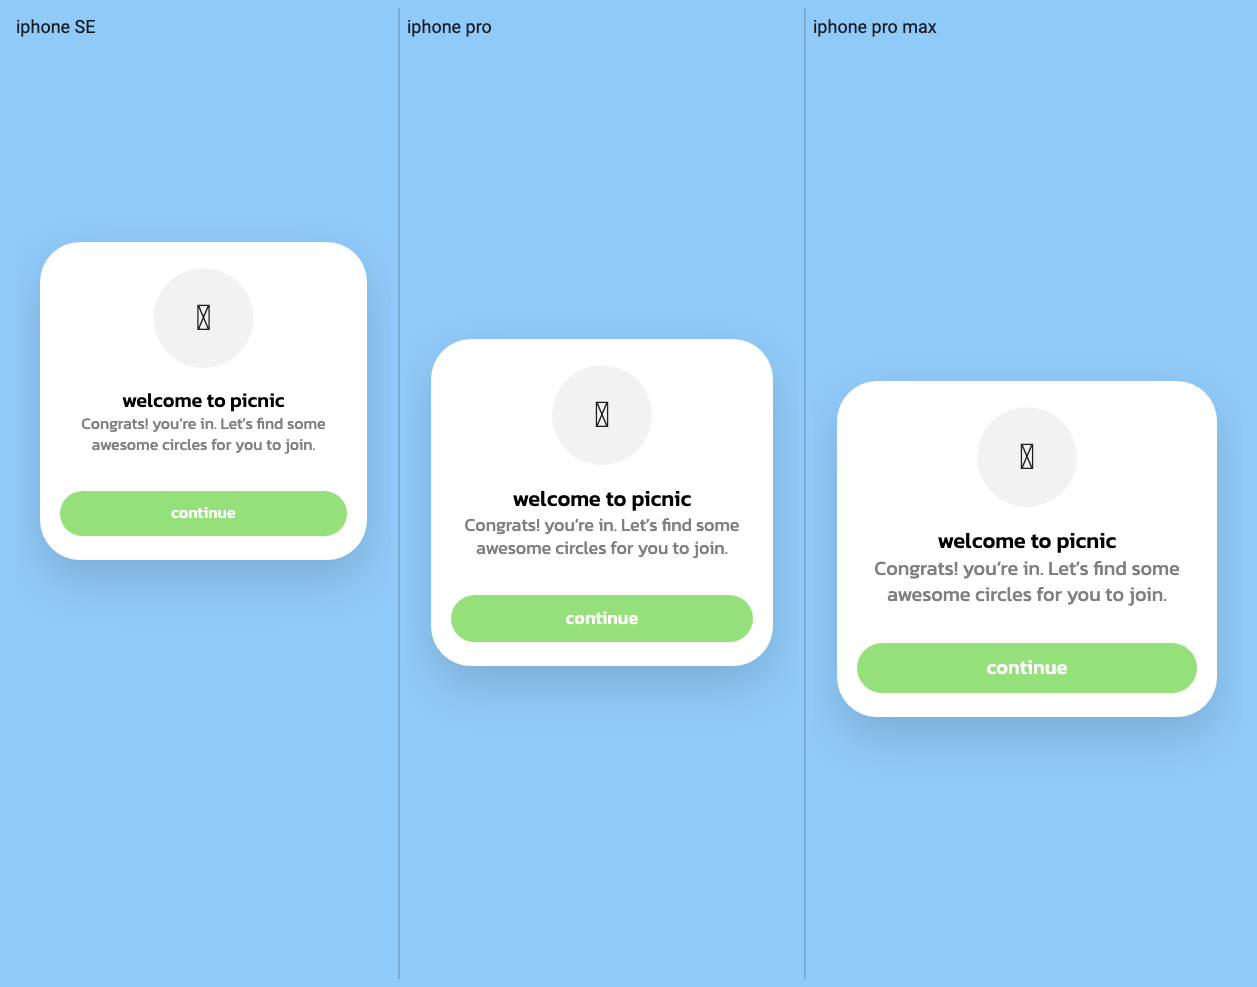 iphone SE
iphone pro
iphone pro max
welcome to picnic
Congrats! you're in. Let's find some
awesome circles for you to join.
continue
welcome to picnic
Congrats! you're in. Let's find some
awesome circles for you to join.
continue
welcome to picnic
Congrats! you're in. Let's find some
awesome circles for you to join.
continue